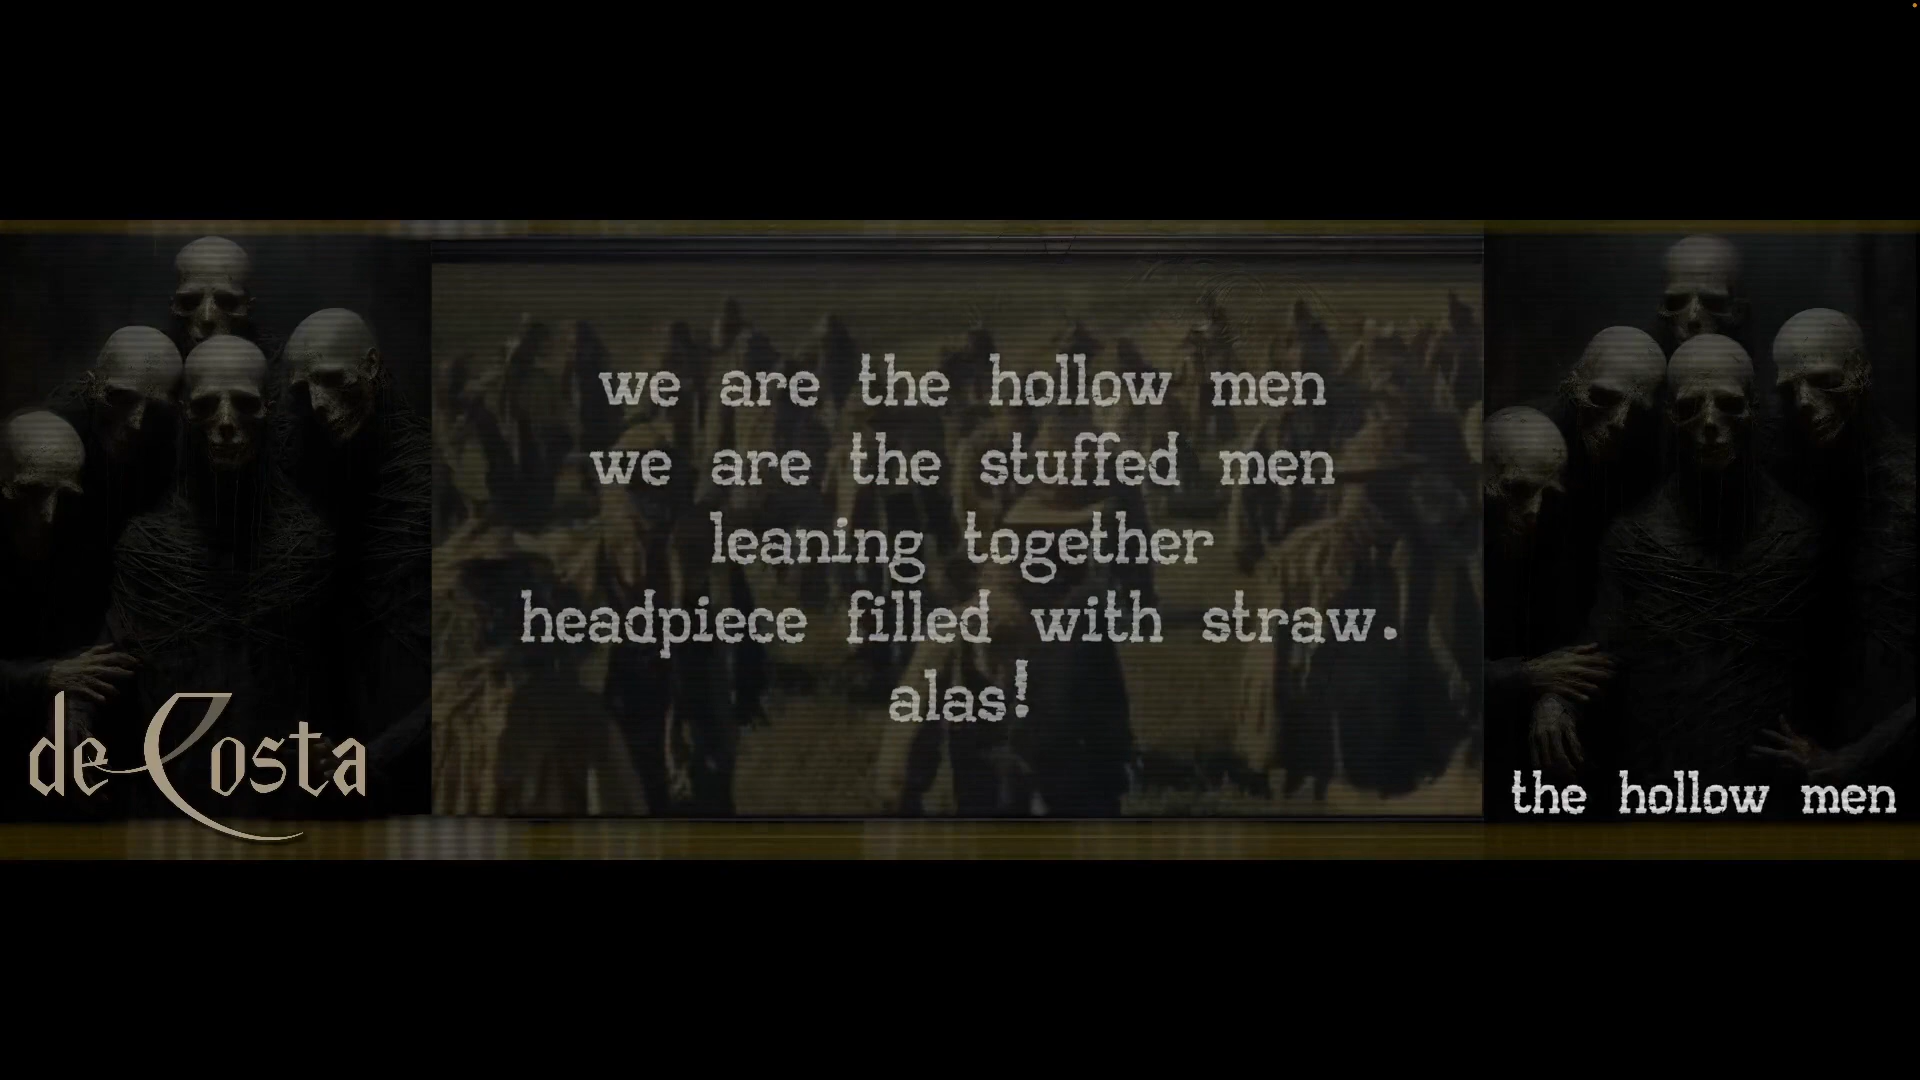 we are the hollow men
we are the stuffed men
leaning together
headpiece filled with straw.
alas!
de Costa
the hollow men